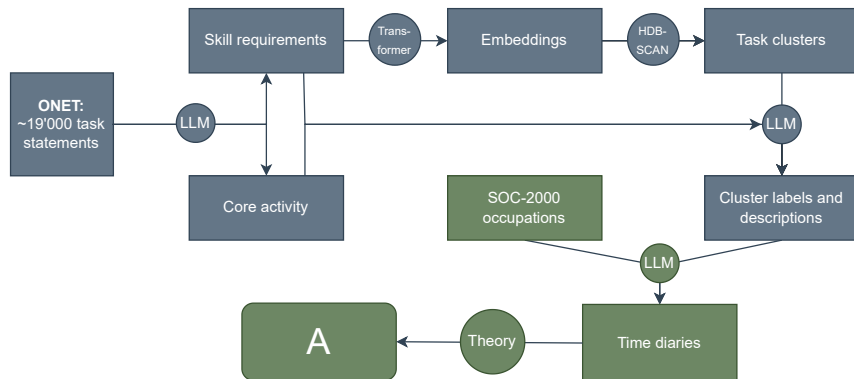 Skill requirements
Trans-
former
Embeddings
HDB-
SCAN
Task clusters
ONET:
~19'000 task
statements
LLM
LLM
Core activity
SOC-2000
occupations
Cluster labels and
descriptions
LLM
A
Theory
Time diaries